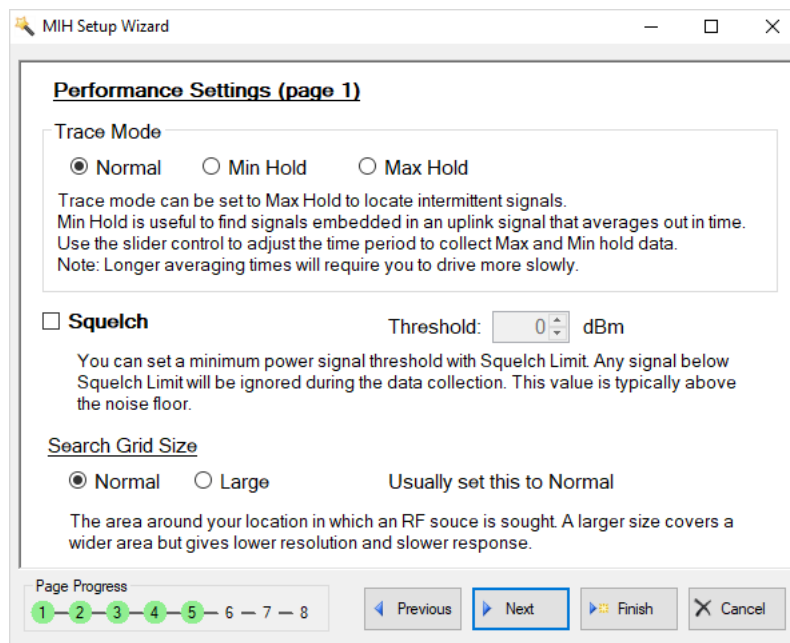 MIH Setup Wizard
Performance Settings (page 1)
Trace Mode
Normal Min Hold Max Hold
Trace mode can be set to Max Hold to locate intermittent signals.
Min Hold is useful to find signals embedded in an uplink signal that averages out in time.
Use the slider control to adjust the time period to collect Max and Min hold data.
Note: Longer averaging times will require you to drive more slowly.
Squelch Threshold: 0 dBm
You can set a minimum power signal threshold with Squelch Limit. Any signal below
Squelch Limit will be ignored during the data collection. This value is typically above
the noise floor.
Search Grid Size
Normal Large Usually set this to Normal
The area around your location in which an RF souce is sought. A larger size covers a
wider area but gives lower resolution and slower response.
Page Progress
1 – 2 – 3 – 4 – 5 – 6 – 7 – 8
Previous Next Finish Cancel